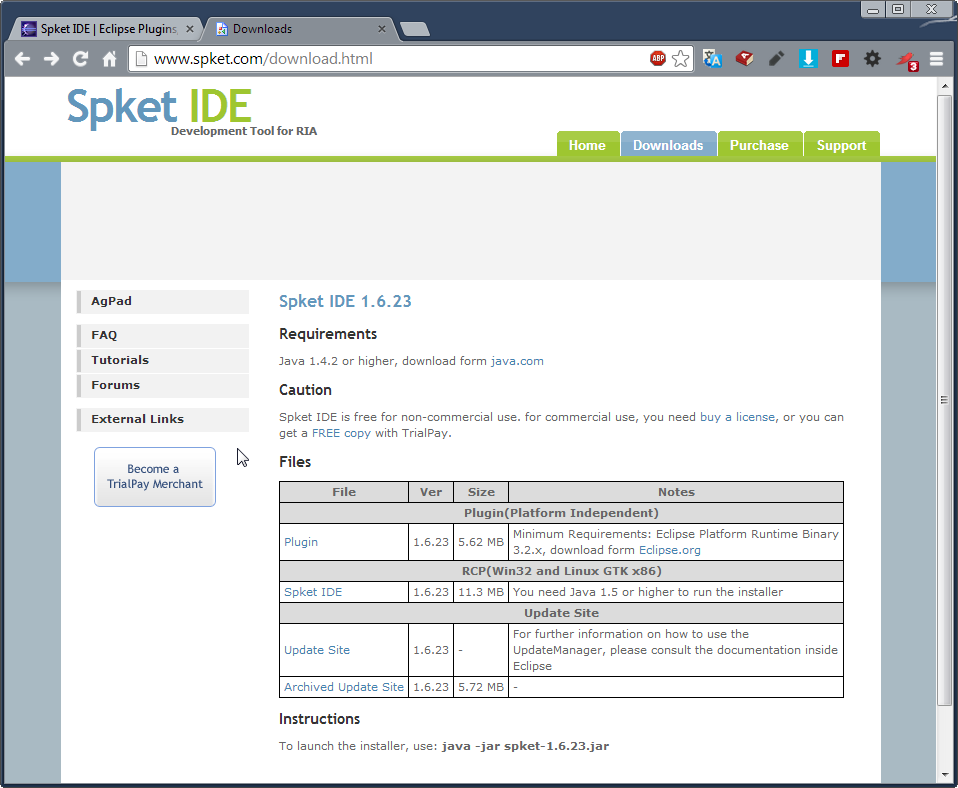 Spket IDE | Eclipse Plugins,
Downloads
www.spket.com/download.html
ABP
3
Spket IDE
Development Tool for RIA
Home
Downloads
Purchase
Support
AgPad
FAQ
Tutorials
Forums
External Links
Become a
TrialPay Merchant
Spket IDE 1.6.23
Requirements
Java 1.4.2 or higher, download form java.com
Caution
Spket IDE is free for non-commercial use. for commercial use, you need buy a license, or you can
get a FREE copy with TrialPay.
Files
File Ver Size Notes
Plugin(Platform Independent)
Plugin 1.6.23 5.62 MB Minimum Requirements: Eclipse Platform Runtime Binary
3.2.x, download form Eclipse.org
RCP(Win32 and Linux GTK x86)
Spket IDE 1.6.23 11.3 MB You need Java 1.5 or higher to run the installer
Update Site
Update Site 1.6.23 - For further information on how to use the
UpdateManager, please consult the documentation inside
Eclipse
Archived Update Site 1.6.23 5.72 MB -
Instructions
To launch the installer, use: java -jar spket-1.6.23.jar